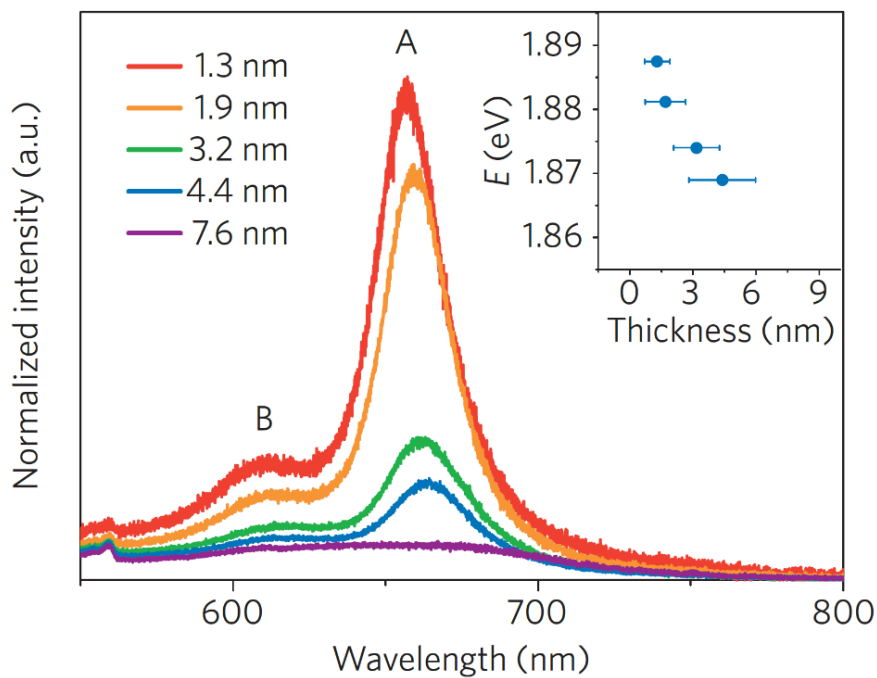 A
B
1.3 nm
1.9 nm
3.2 nm
4.4 nm
7.6 nm
Normalized intensity (a.u.)
600
700
800
Wavelength (nm)
1.89
1.88
1.87
1.86
E (eV)
0
3
6
9
Thickness (nm)